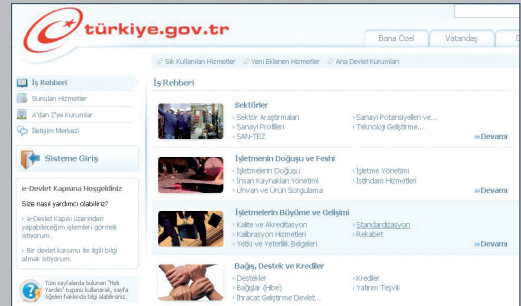 türkiye.gov.tr
Bana Özel
Vatandaş
Sık Kullanılan Hizmetler
Yeni Eklenen Hizmetler
Ana Devlet Kurumları
İş Rehberi
Sunulan Hizmetler
A'dan Z'ye Kurumlar
İletişim Merkezi
Sisteme Giriş
e-Devlet Kapısına Hoşgeldiniz
Size nasıl yardımcı olabiliriz?
e-Devlet Kapısı üzerinden
yapabileceğim işlemleri görmek
istiyorum.
Bir devlet kurumu ile ilgili bilgi
almak istiyorum.
Tüm sayfalarda bulunan "Hızlı
Yardım" tuşunu kullanarak, sayfa
öğeleri hakkında bilgi alabilirsiniz.
İş Rehberi
Sektörler
Sektör Araştırmaları
Sanayi Potansiyelleri ve...
Sanayi Profilleri
Teknoloji Geliştirme...
SAN-TEZ
Devamı
İşletmenin Doğuşu ve Feshi
İşletmelerin Doğuşu
İşletme Yönetimi
İnsan Kaynakları Yönetimi
İstihdam Hizmetleri
Ünvan ve Ürün Sorgulama
Devamı
İşletmelerin Büyüme ve Gelişimi
Kalite ve Akreditasyon
Standardizasyon
Kalibrasyon Hizmetleri
Rekabet
Yetki ve Yeterlilik Belgeleri
Devamı
Bağış, Destek ve Krediler
Destekler
Krediler
Bağışlar (Hibe)
Yatırım Teşvik
İhracat Geliştirme Devlet...